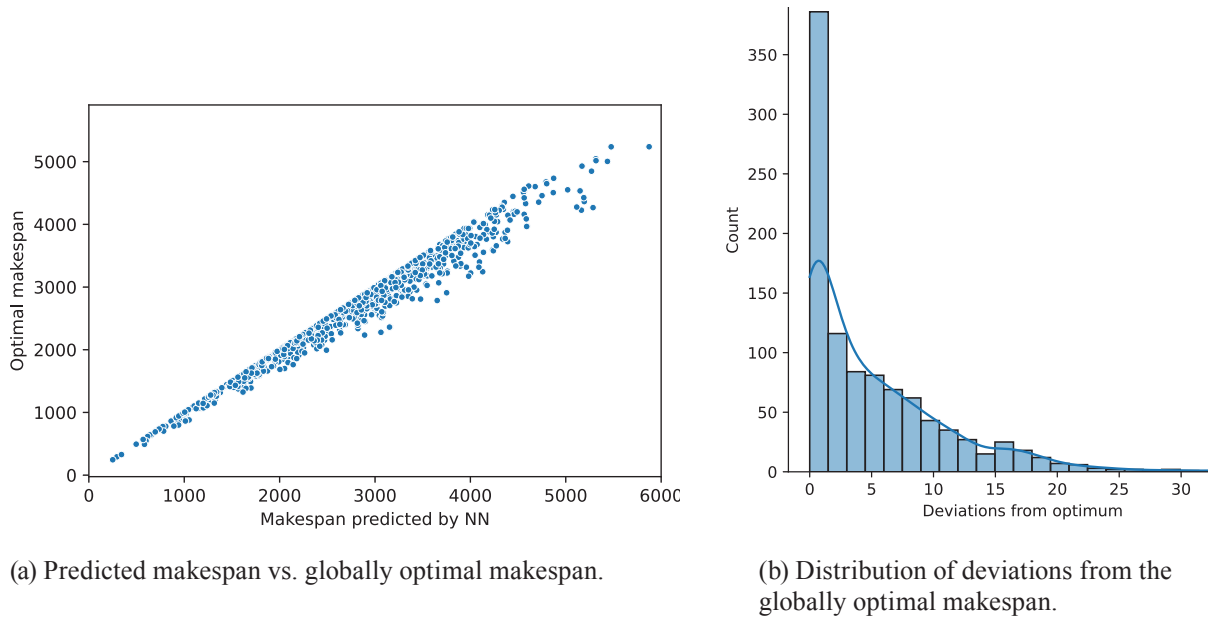 5000
4000
3000
2000
1000
0
Optimal makespan
0 1000 2000 3000 4000 5000 6000
Makespan predicted by NN
(a) Predicted makespan vs. globally optimal makespan.
350
300
250
200
150
100
50
0
Count
0 5 10 15 20 25 30
Deviations from optimum
(b) Distribution of deviations from the
globally optimal makespan.